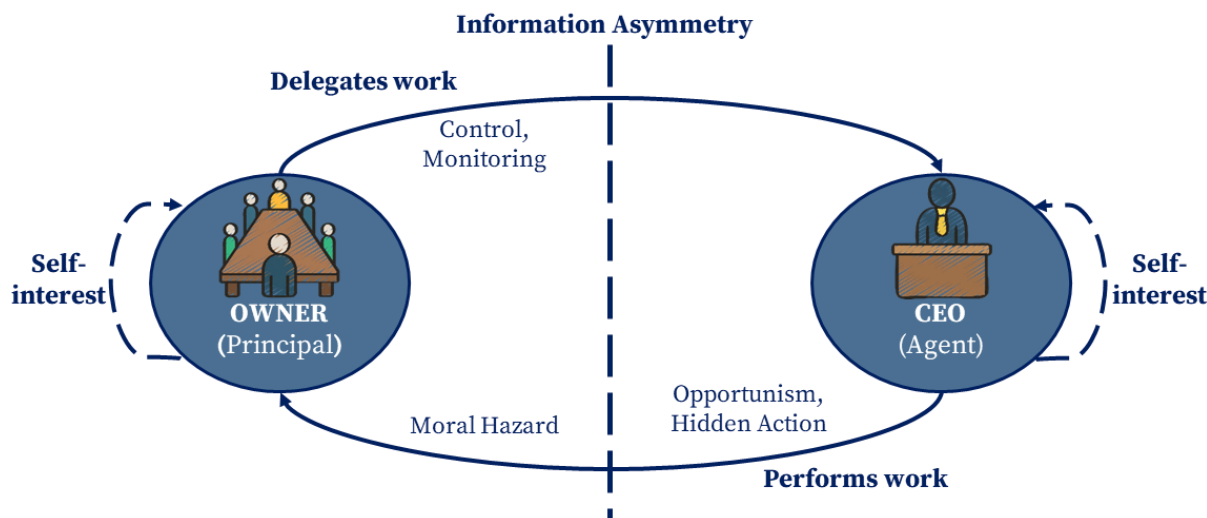 Information Asymmetry
Delegates work
Control,
Monitoring
Self-
interest
OWNER
(Principal)
CEO
(Agent)
Self-
interest
Moral Hazard
Opportunism,
Hidden Action
Performs work